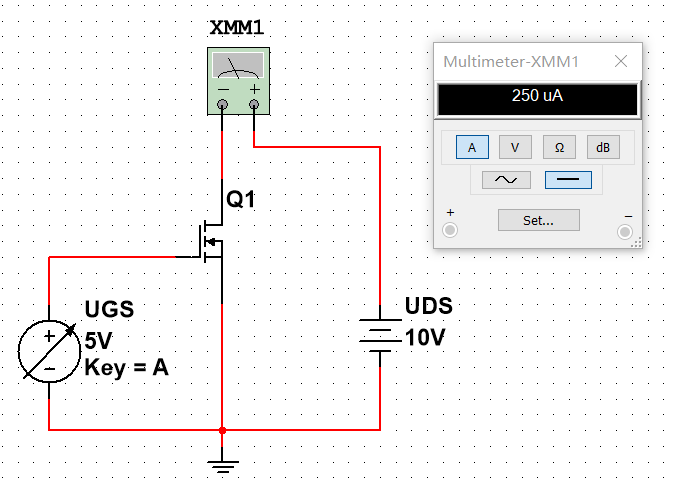 XMM1
− +
Q1
UGS
+
5V
−
Key = A
UDS
10V
Multimeter-XMM1
250 uA
A V Ω dB
Set...
+ −